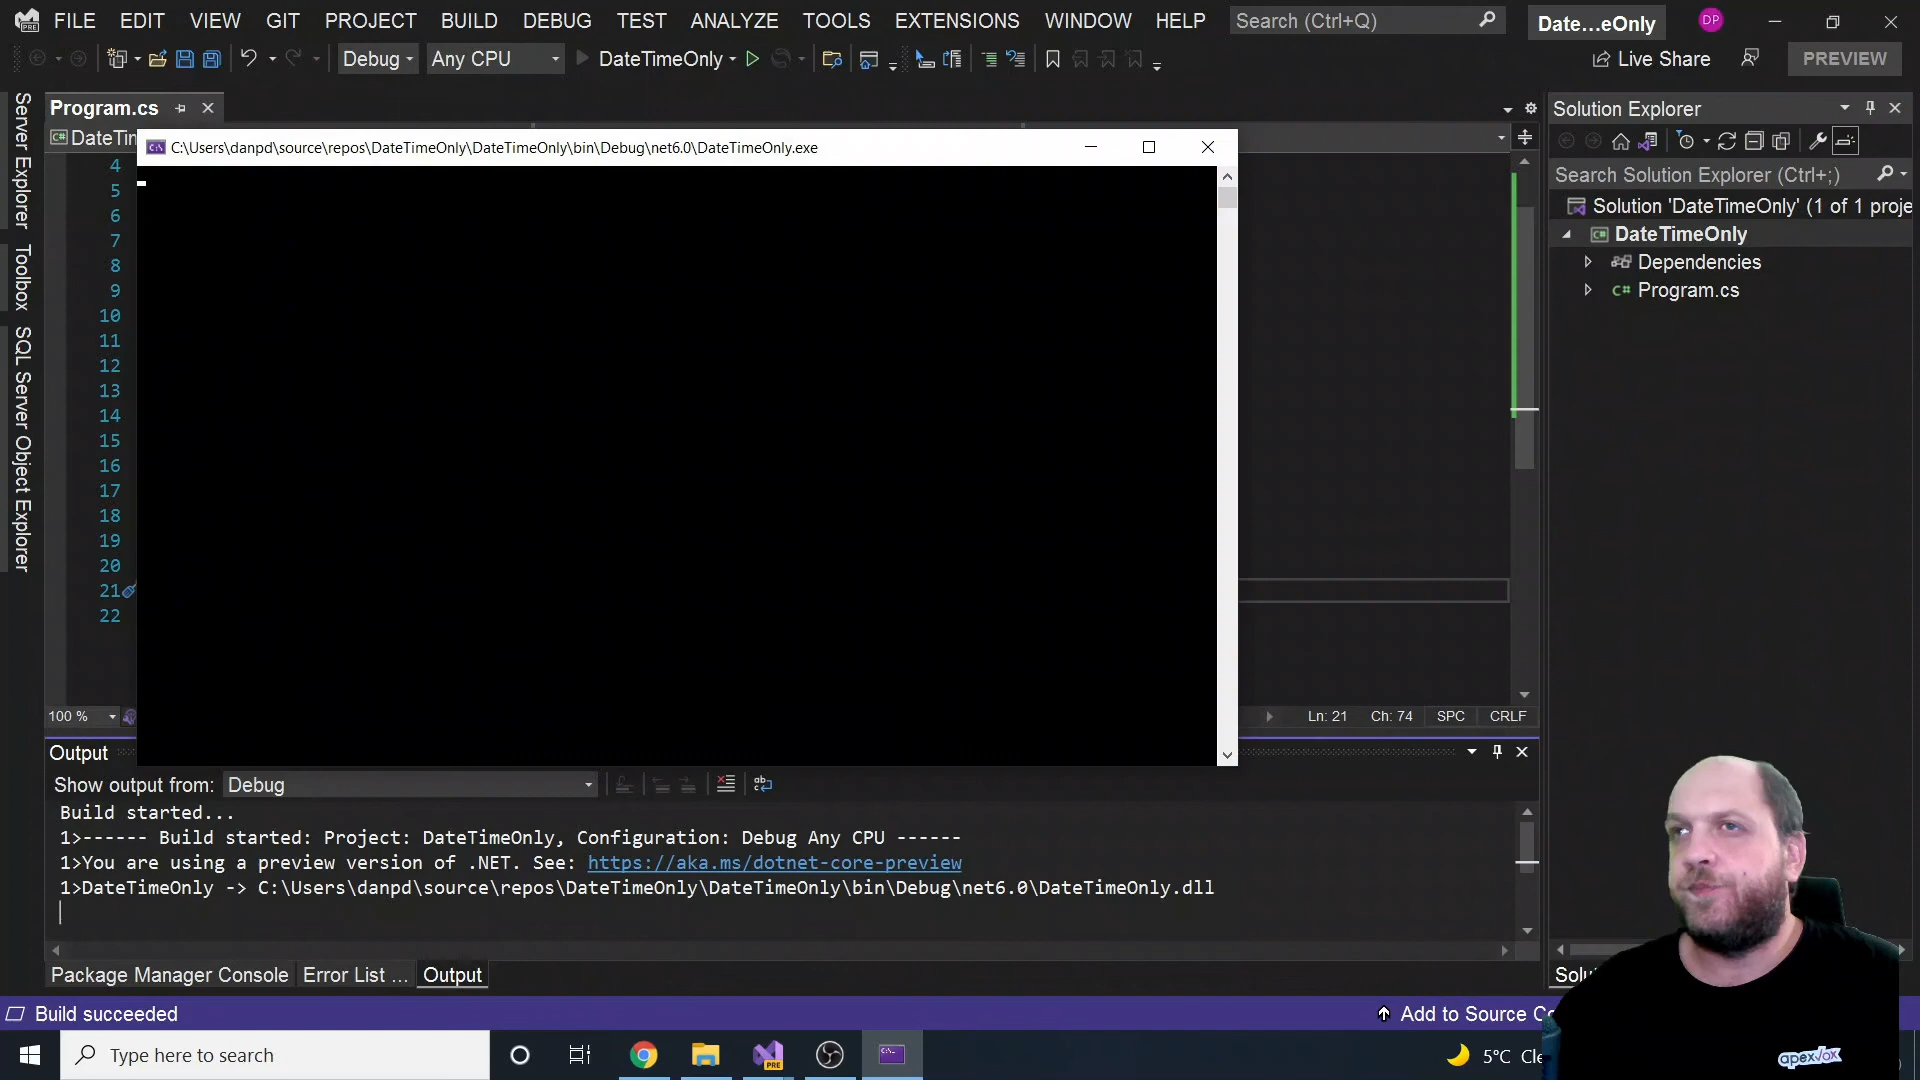 FILE EDIT VIEW GIT PROJECT BUILD DEBUG TEST ANALYZE TOOLS EXTENSIONS WINDOW HELP Search (Ctrl+Q) Date...eOnly DP
Debug Any CPU DateTimeOnly Live Share PREVIEW
Server Explorer
Toolbox
SQL Server Object Explorer
Program.cs
DateTim
C:\Users\danpd\source\repos\DateTimeOnly\DateTimeOnly\bin\Debug\net6.0\DateTimeOnly.exe
4
5
6
7
8
9
10
11
12
13
14
15
16
17
18
19
20
21
22
100 % Ln: 21 Ch: 74 SPC CRLF
Solution Explorer
Search Solution Explorer (Ctrl+;)
Solution 'DateTimeOnly' (1 of 1 proje
DateTimeOnly
Dependencies
C# Program.cs
Output
Show output from: Debug
Build started...
1>------ Build started: Project: DateTimeOnly, Configuration: Debug Any CPU ------
1>You are using a preview version of .NET. See: https://aka.ms/dotnet-core-preview
1>DateTimeOnly -> C:\Users\danpd\source\repos\DateTimeOnly\DateTimeOnly\bin\Debug\net6.0\DateTimeOnly.dll
Package Manager Console Error List ... Output
Solu
Build succeeded Add to Source Co
Type here to search PRE 5°C Cle
apexvox